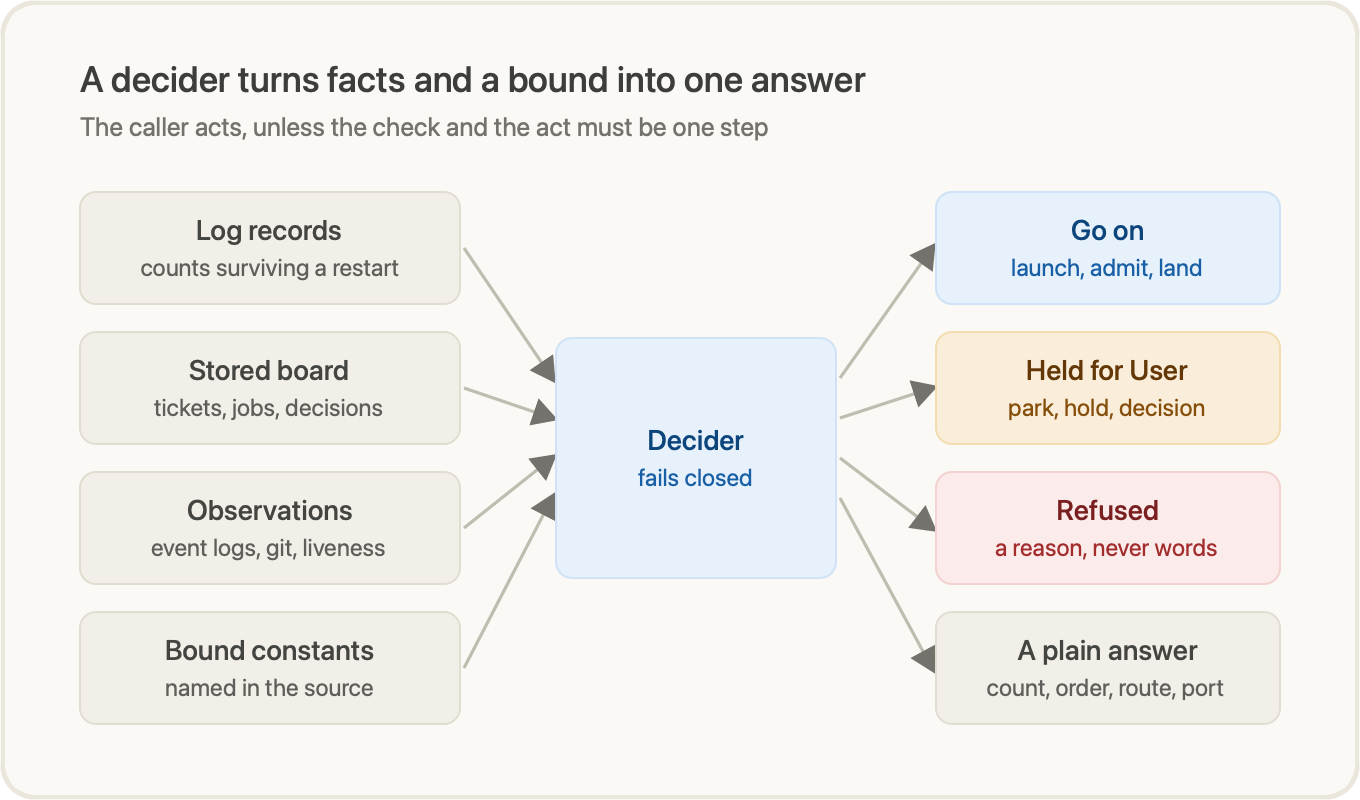 A decider turns facts and a bound into one answer
The caller acts, unless the check and the act must be one step
Log records
counts surviving a restart
Stored board
tickets, jobs, decisions
Observations
event logs, git, liveness
Bound constants
named in the source
Decider
fails closed
Go on
launch, admit, land
Held for User
park, hold, decision
Refused
a reason, never words
A plain answer
count, order, route, port